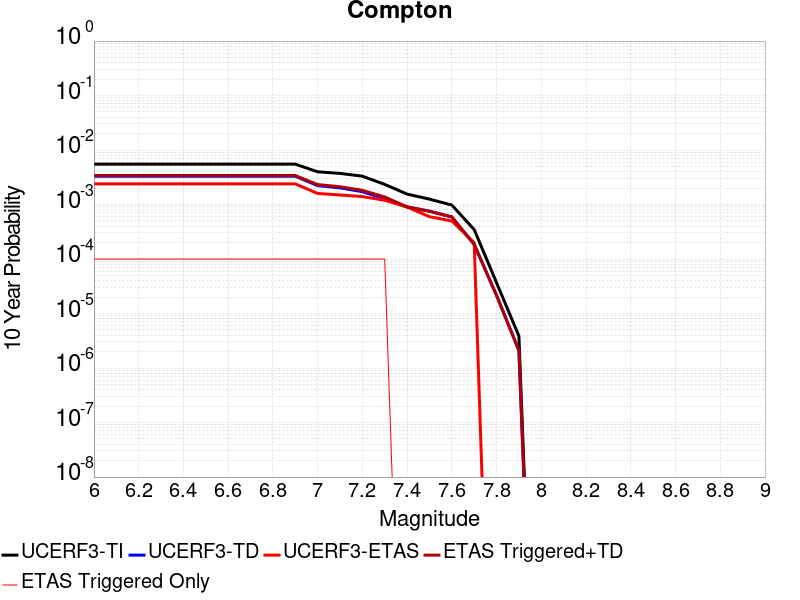 Compton
10 0
10 -1
10 -2
10 -3
10 -4
10 -5
10 -6
10 -7
10 -8
10 Year Probability
6 6.2 6.4 6.6 6.8 7 7.2 7.4 7.6 7.8 8 8.2 8.4 8.6 8.8 9
Magnitude
UCERF3-TI UCERF3-TD UCERF3-ETAS ETAS Triggered+TD
ETAS Triggered Only